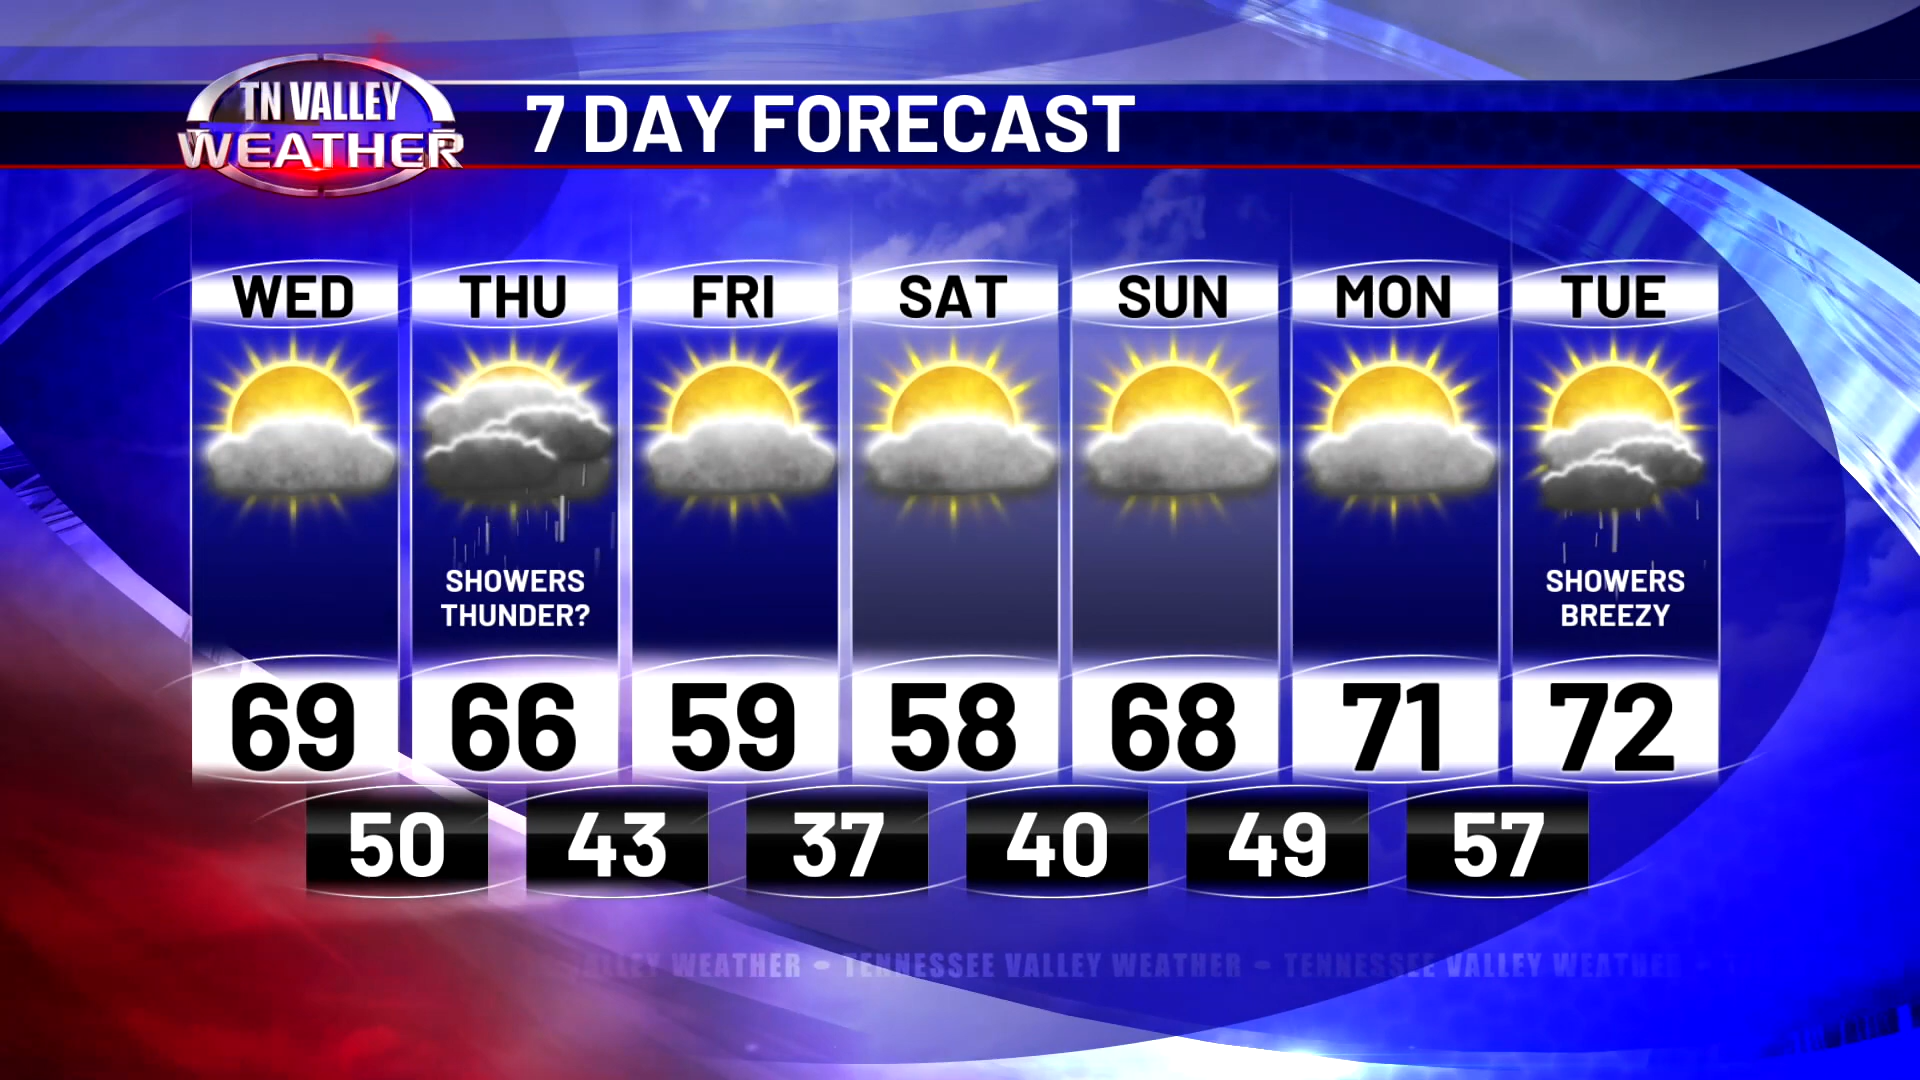 TN VALLEY
WEATHER
7 DAY FORECAST
WED THU FRI SAT SUN MON TUE
SHOWERS
THUNDER?
SHOWERS
BREEZY
69 66 59 58 68 71 72
50 43 37 40 49 57
WEATHER - TENNESSEE VALLEY WEATHER - TENNESSEE VALLEY WEATHER -